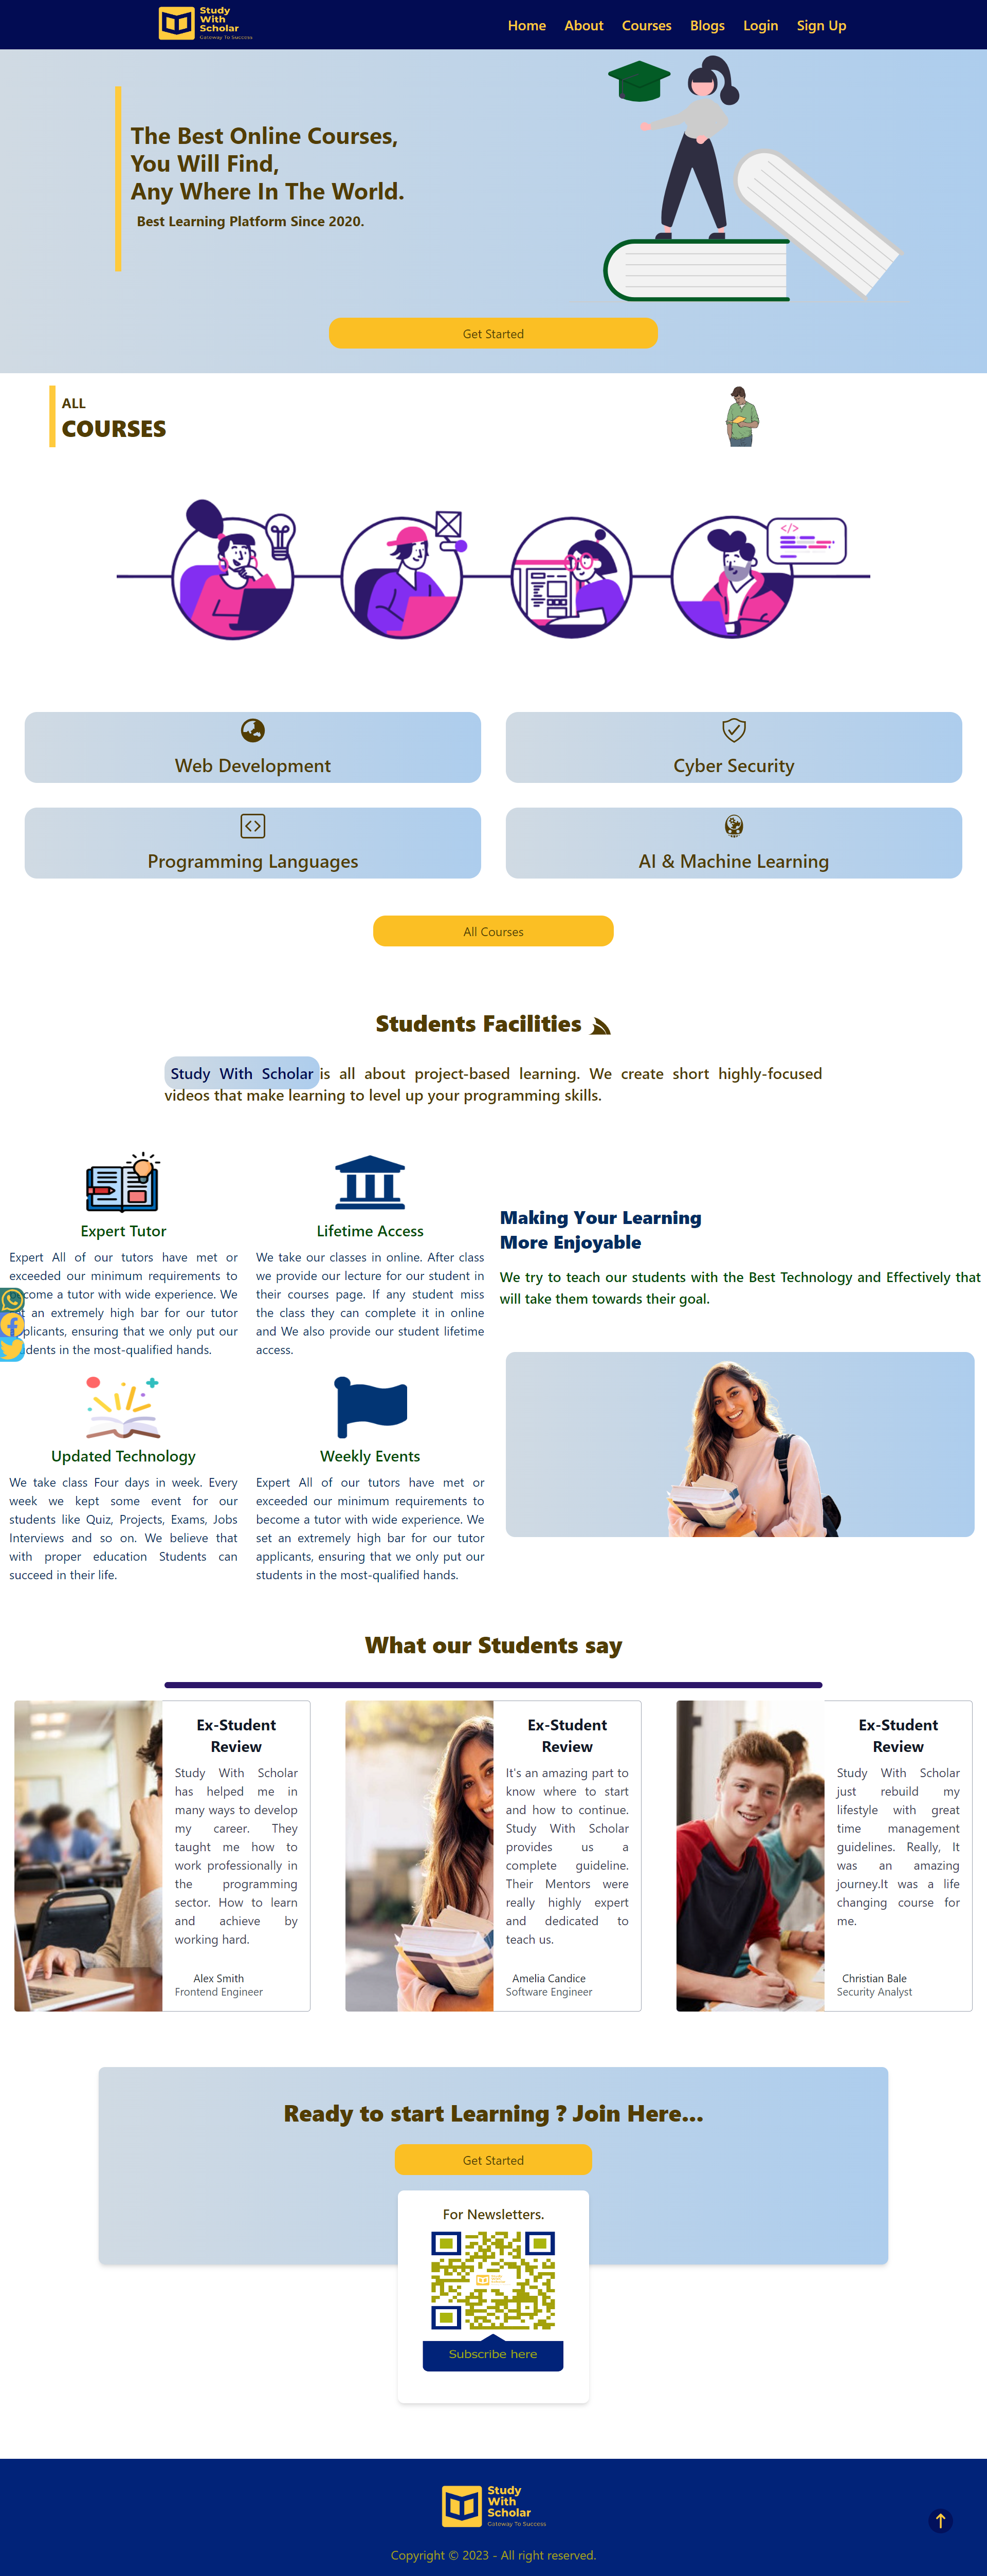 Study
With
Scholar
Gateway To Success
Home About Courses Blogs Login Sign Up
The Best Online Courses,
You Will Find,
Any Where In The World.
Best Learning Platform Since 2020.
Get Started
ALL
COURSES
</>
Web Development
Cyber Security
Programming Languages
AI & Machine Learning
All Courses
Students Facilities
Study With Scholar is all about project-based learning. We create short highly-focused
videos that make learning to level up your programming skills.
Expert Tutor
Expert All of our tutors have met or
exceeded our minimum requirements to
come a tutor with wide experience. We
an extremely high bar for our tutor
plicants, ensuring that we only put our
dents in the most-qualified hands.
Lifetime Access
We take our classes in online. After class
we provide our lecture for our student in
their courses page. If any student miss
the class they can complete it in online
and We also provide our student lifetime
access.
Updated Technology
We take class Four days in week. Every
week we kept some event for our
students like Quiz, Projects, Exams, Jobs
Interviews and so on. We believe that
with proper education Students can
succeed in their life.
Weekly Events
Expert All of our tutors have met or
exceeded our minimum requirements to
become a tutor with wide experience. We
set an extremely high bar for our tutor
applicants, ensuring that we only put our
students in the most-qualified hands.
Making Your Learning
More Enjoyable
We try to teach our students with the Best Technology and Effectively that
will take them towards their goal.
What our Students say
Ex-Student
Review
Study With Scholar
has helped me in
many ways to develop
my career. They
taught me how to
work professionally in
the programming
sector. How to learn
and achieve by
working hard.
Alex Smith
Frontend Engineer
Ex-Student
Review
It's an amazing part to
know where to start
and how to continue.
Study With Scholar
provides us a
complete guideline.
Their Mentors were
really highly expert
and dedicated to
teach us.
Amelia Candice
Software Engineer
Ex-Student
Review
Study With Scholar
just rebuild my
lifestyle with great
time management
guidelines. Really, It
was an amazing
journey.It was a life
changing course for
me.
Christian Bale
Security Analyst
Ready to start Learning ? Join Here...
Get Started
For Newsletters.
Subscribe here
Study
With
Scholar
Gateway To Success
Copyright © 2023 - All right reserved.